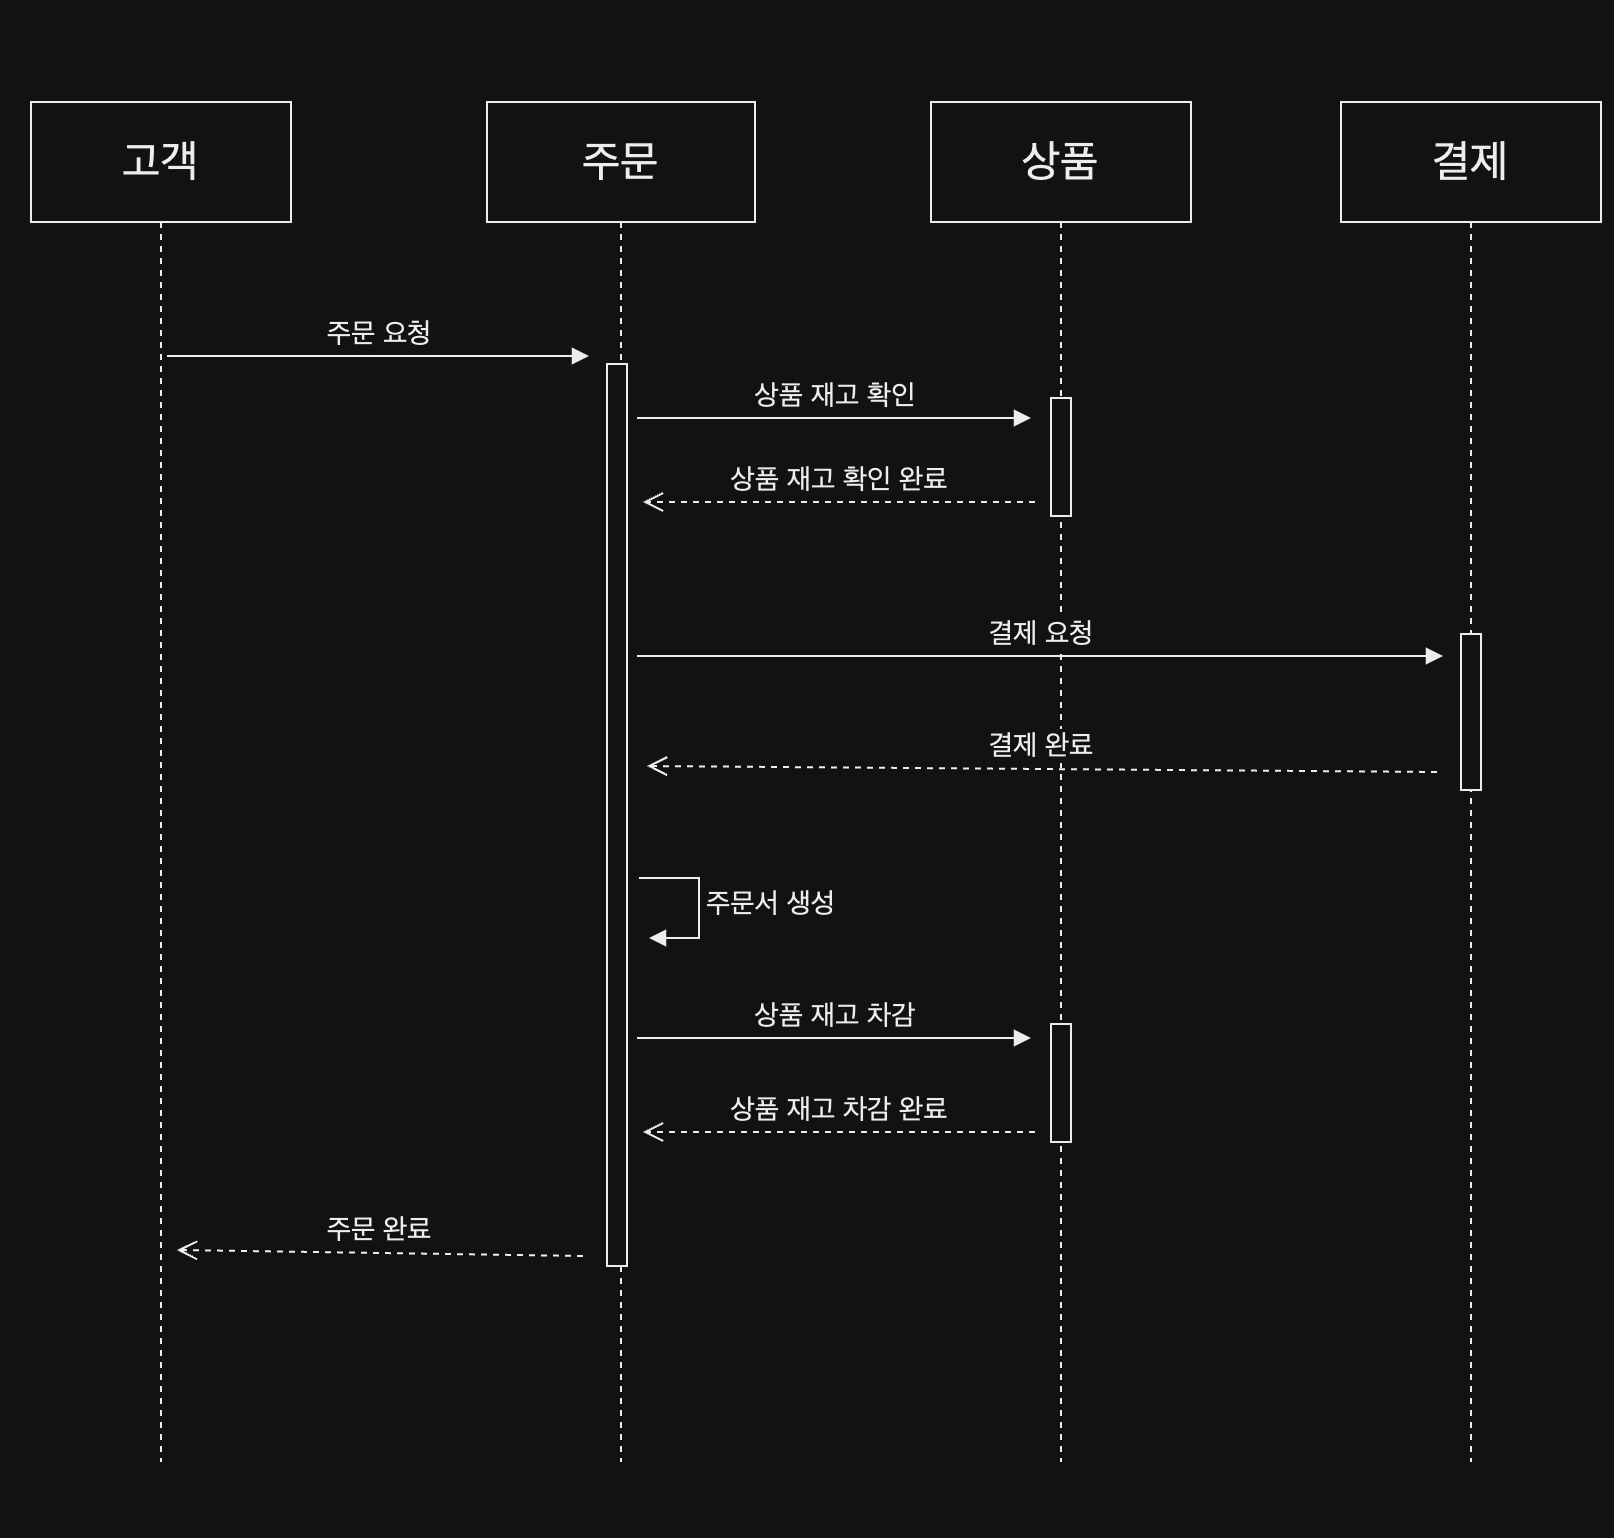 고객
주문
상품
결제
주문 요청
상품 재고 확인
상품 재고 확인 완료
결제 요청
결제 완료
주문서 생성
상품 재고 차감
상품 재고 차감 완료
주문 완료